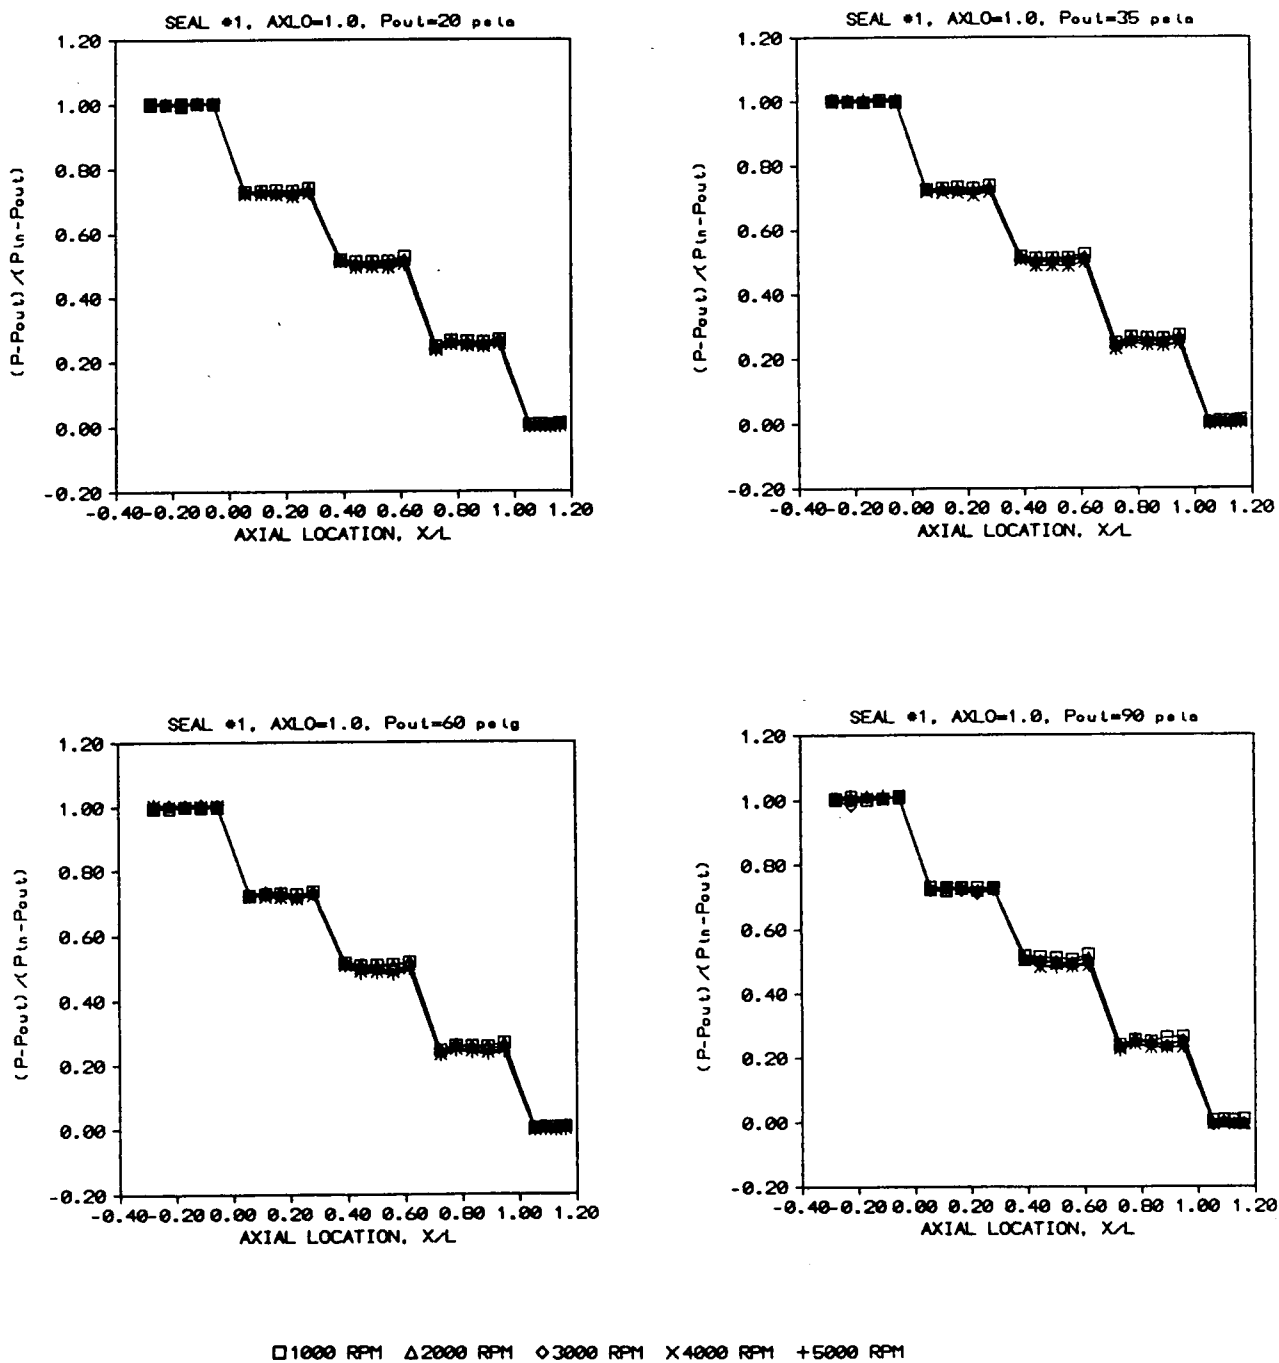 SEAL #1, AXLO=1.0, Pout=20 psia
1.20
1.00
0.80
0.60
0.40
0.20
0.00
-0.20
(P-Pout)/(Pin-Pout)
-0.40 -0.20 0.00 0.20 0.40 0.60 0.80 1.00 1.20
AXIAL LOCATION, X/L
SEAL #1, AXLO=1.0, Pout=35 psia
1.20
1.00
0.80
0.60
0.40
0.20
0.00
-0.20
(P-Pout)/(Pin-Pout)
-0.40 -0.20 0.00 0.20 0.40 0.60 0.80 1.00 1.20
AXIAL LOCATION, X/L
SEAL #1, AXLO=1.0, Pout=60 psig
1.20
1.00
0.80
0.60
0.40
0.20
0.00
-0.20
(P-Pout)/(Pin-Pout)
-0.40 -0.20 0.00 0.20 0.40 0.60 0.80 1.00 1.20
AXIAL LOCATION, X/L
SEAL #1, AXLO=1.0, Pout=90 psia
1.20
1.00
0.80
0.60
0.40
0.20
0.00
-0.20
(P-Pout)/(Pin-Pout)
-0.40 -0.20 0.00 0.20 0.40 0.60 0.80 1.00 1.20
AXIAL LOCATION, X/L
□1000 RPM △2000 RPM ◇3000 RPM ×4000 RPM +5000 RPM